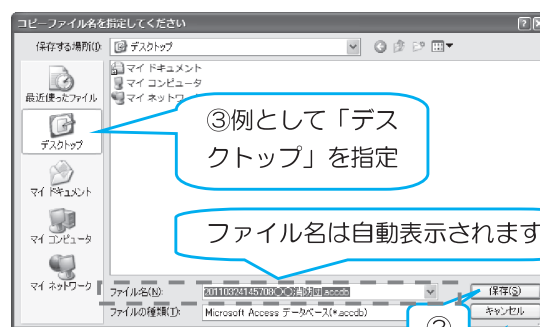 コピーファイル名を指定してください
保存する場所(I):
デスクトップ
マイ ドキュメント
マイ コンピュータ
マイ ネットワーク
最近使ったファイル
デスクトップ
マイ ドキュメント
マイ コンピュータ
マイ ネットワーク
③例として「デス
クトップ」を指定
ファイル名は自動表示されます
ファイル名(N):
保存(S)
ファイルの種類(T):
Microsoft Access データベース(*.accdb)
キャンセル